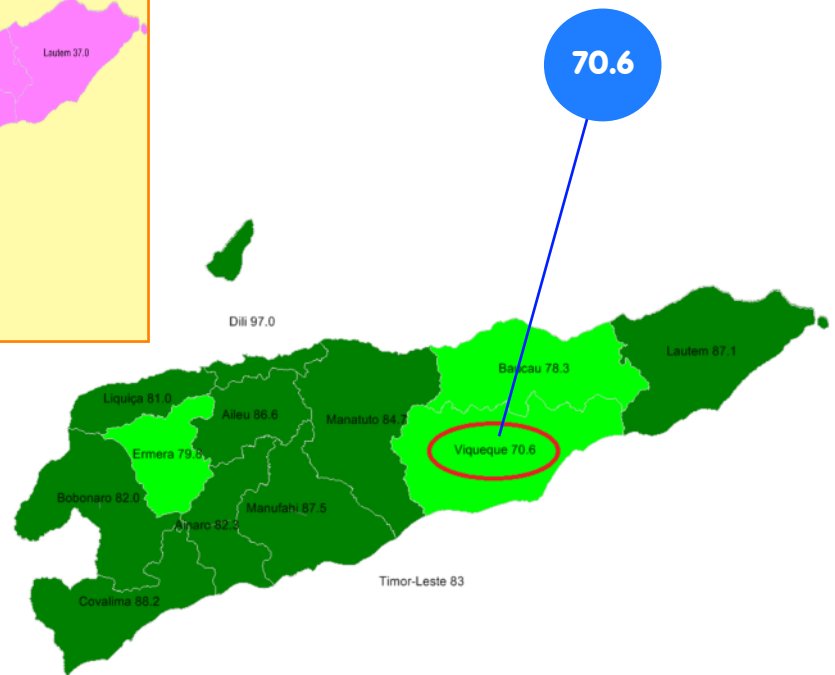 Lautem 37.0
70.6
Dili 97.0
Lautem 87.1
Baucau 78.3
Liquiça 81.0
Aileu 86.6
Manatuto 84.7
Ermera 79.8
Viqueque 70.6
Bobonaro 82.0
Manufahi 87.5
Ainaro 82.3
Timor-Leste 83
Covalima 88.2